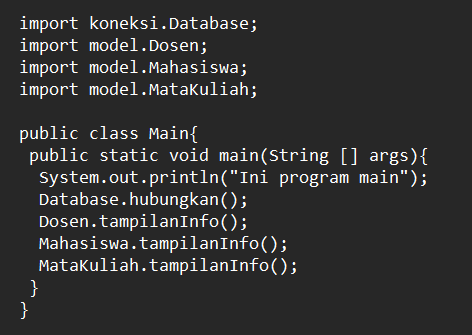 import koneksi.Database;
import model.Dosen;
import model.Mahasiswa;
import model.MataKuliah;
public class Main{
public static void main(String [] args){
System.out.println("Ini program main");
Database.hubungkan();
Dosen.tampilanInfo();
Mahasiswa.tampilanInfo();
MataKuliah.tampilanInfo();
}
}